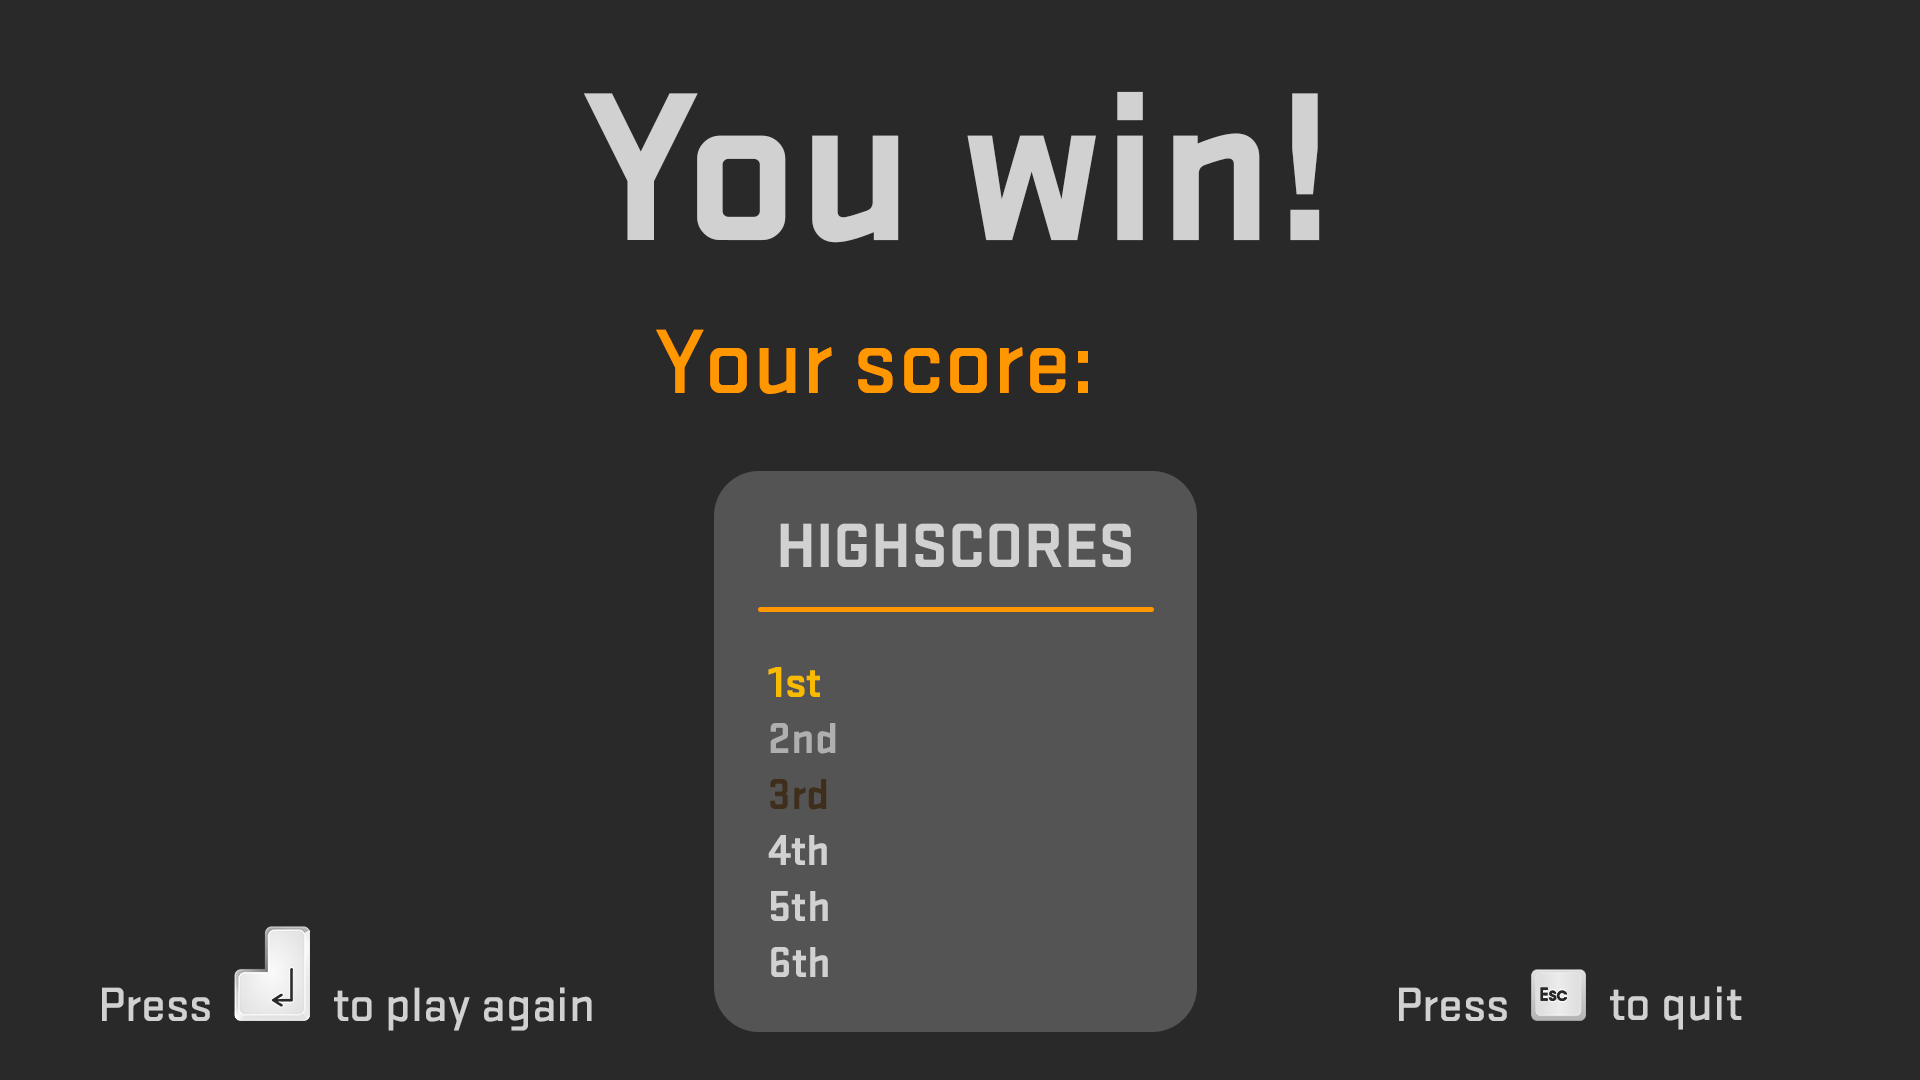 You win!
Your score:
HIGHSCORES
1st
2nd
3rd
4th
5th
6th
Press to play again
Press Esc to quit